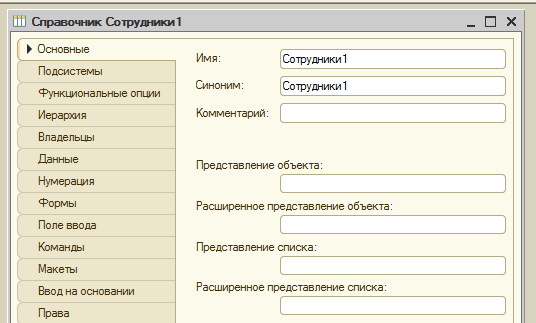 Справочник Сотрудники1
Основные
Подсистемы
Функциональные опции
Иерархия
Владельцы
Данные
Нумерация
Формы
Поле ввода
Команды
Макеты
Ввод на основании
Права
Имя: Сотрудники1
Синоним: Сотрудники1
Комментарий:
Представление объекта:
Расширенное представление объекта:
Представление списка:
Расширенное представление списка: